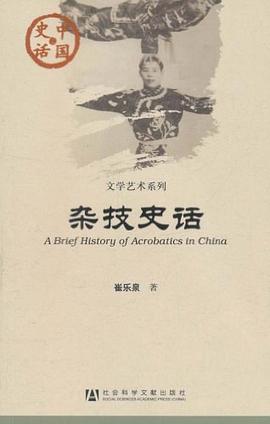 中国
史话
文学艺术系列
杂技史话
A Brief History of Acrobatics in China
崔乐泉 著
社会科学文献出版社
SOCIAL SCIENCES ACADEMIC PRESS (CHINA)